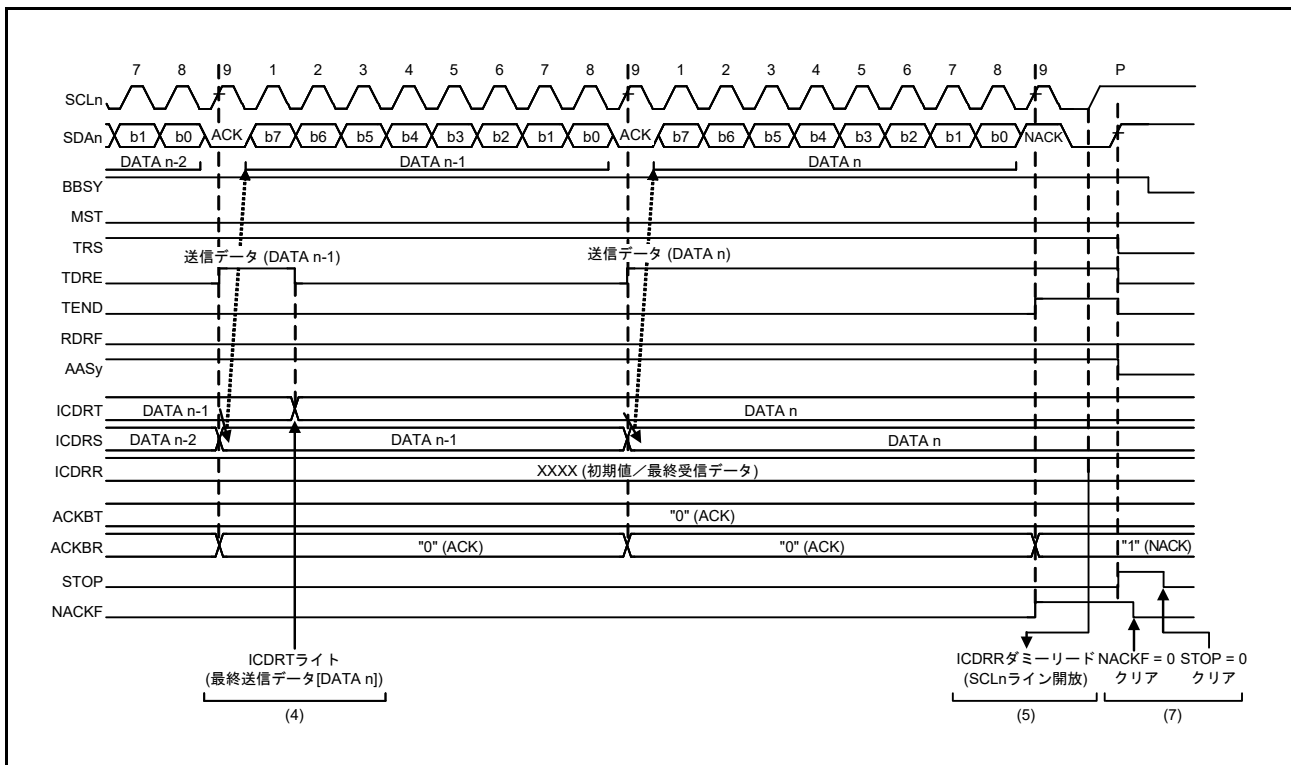 7 8 9 1 2 3 4 5 6 7 8 9 1 2 3 4 5 6 7 8 9 P
SCLn
SDAn b1 b0 ACK b7 b6 b5 b4 b3 b2 b1 b0 ACK b7 b6 b5 b4 b3 b2 b1 b0 NACK
DATA n-2 DATA n-1 DATA n
BBSY
MST
TRS
送信データ (DATA n-1) 送信データ (DATA n)
TDRE
TEND
RDRF
AASy
ICDRT DATA n-1 DATA n
ICDRS DATA n-2 DATA n-1 DATA n
ICDRR XXXX (初期値／最終受信データ)
ACKBT "0" (ACK)
ACKBR "0" (ACK) "0" (ACK) "1" (NACK)
STOP
NACKF
ICDRTライト
(最終送信データ[DATA n])
(4)
ICDRRダミーリード
(SCLnライン開放)
(5)
NACKF = 0
クリア
STOP = 0
クリア
(7)